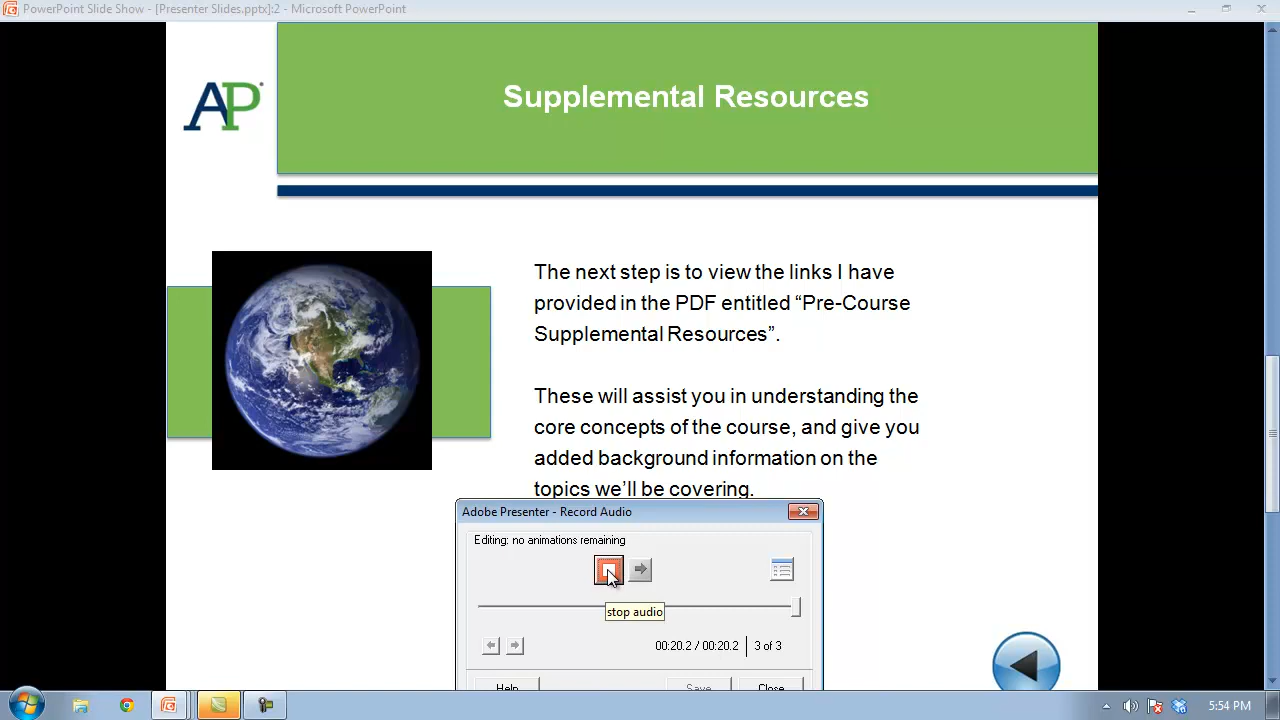 PowerPoint Slide Show - [Presenter Slides.pptx]:2 - Microsoft PowerPoint
AP
Supplemental Resources
The next step is to view the links I have
provided in the PDF entitled “Pre-Course
Supplemental Resources”.
These will assist you in understanding the
core concepts of the course, and give you
added background information on the
topics we’ll be covering.
Adobe Presenter - Record Audio
Editing: no animations remaining
stop audio
00:20.2 / 00:20.2 3 of 3
Help Save Close
5:54 PM